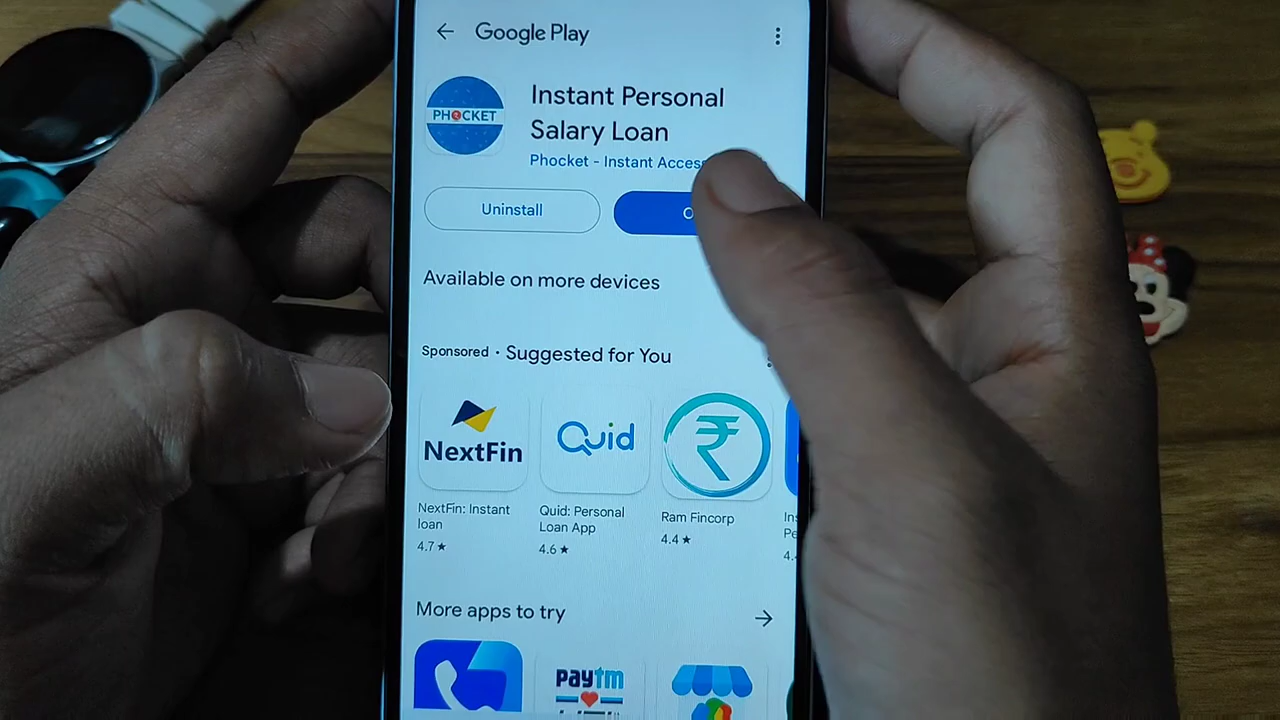 Google Play
PHOCKET
Instant Personal
Salary Loan
Phocket - Instant Access
Uninstall
Available on more devices
Sponsored · Suggested for You
NextFin
Quid
₹
NextFin: Instant
loan
4.7★
Quid: Personal
Loan App
4.6★
Ram Fincorp
4.4★
More apps to try
paytm